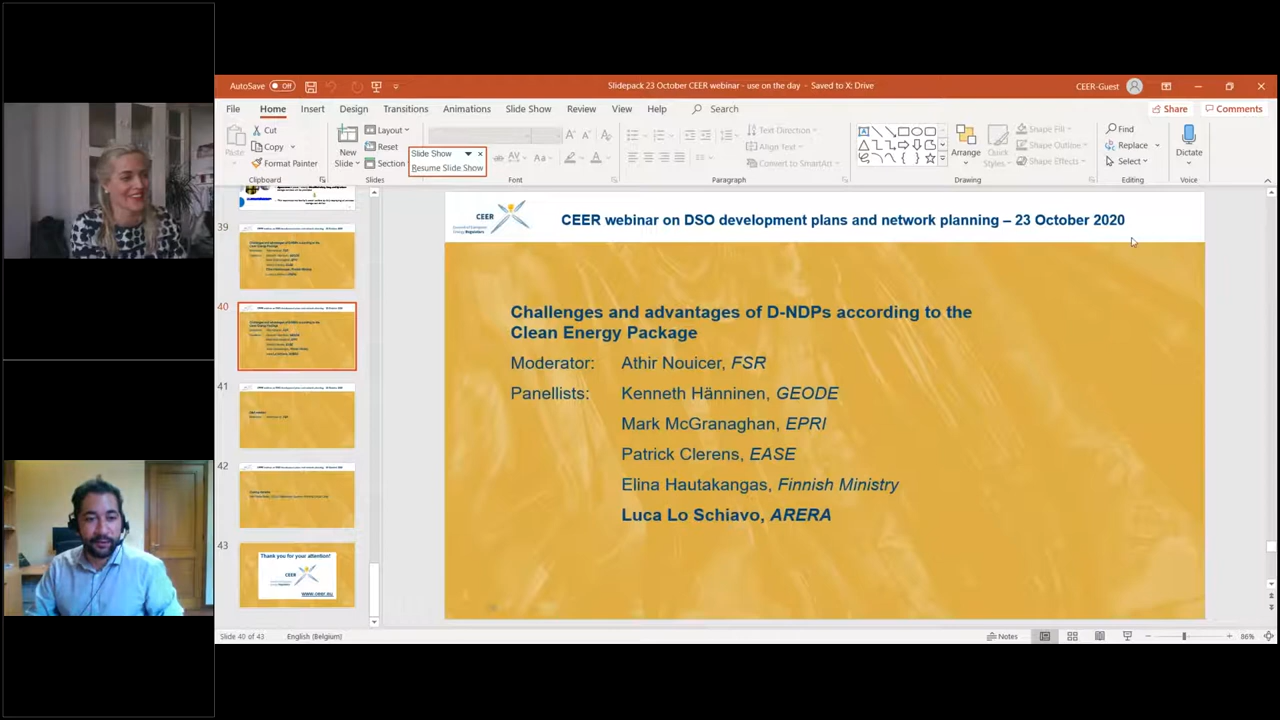 AutoSave Off
Slidepack 23 October CEER webinar - use on the day - Saved to X: Drive
CEER-Guest
File Home Insert Design Transitions Animations Slide Show Review View Help Search
Share Comments
Paste
Cut
Copy
Format Painter
Clipboard
New
Slide
Layout
Reset
Section
Slides
Slide Show
Resume Slide Show
Font
Text Direction
Align Text
Convert to SmartArt
Paragraph
Arrange
Quick
Styles
Shape Fill
Shape Outline
Shape Effects
Drawing
Find
Replace
Select
Editing
Dictate
Voice
39
40
41
42
43
Thank you for your attention!
CEER
www.ceer.eu
CEER
Council of European
Energy Regulators
CEER webinar on DSO development plans and network planning – 23 October 2020
Challenges and advantages of D-NDPs according to the
Clean Energy Package
Moderator: Athir Nouicer, FSR
Panellists: Kenneth Hänninen, GEODE
Mark McGranaghan, EPRI
Patrick Clerens, EASE
Elina Hautakangas, Finnish Ministry
Luca Lo Schiavo, ARERA
Slide 40 of 43
English (Belgium)
Notes
86%